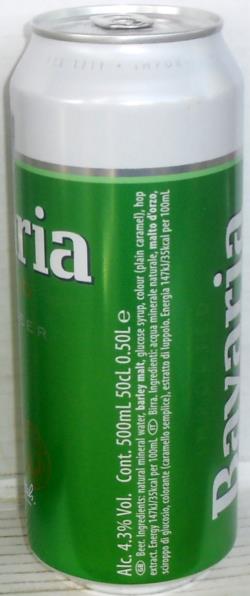 ria
Alc. 4.3% Vol. Cont. 500mL 50cl 0.50L e
GB Beer. Ingredients: natural mineral water, barley malt, glucose syrup, colour (plain caramel), hop
extract. Energy 147kJ/35kcal per 100ml. IT Birra. Ingredienti: acqua minerale naturale, malto d'orzo,
sciroppo di glucosio, colorante (caramello semplice), estratto di luppolo. Energia 147kJ/35kcal per 100ml.
Bavaria